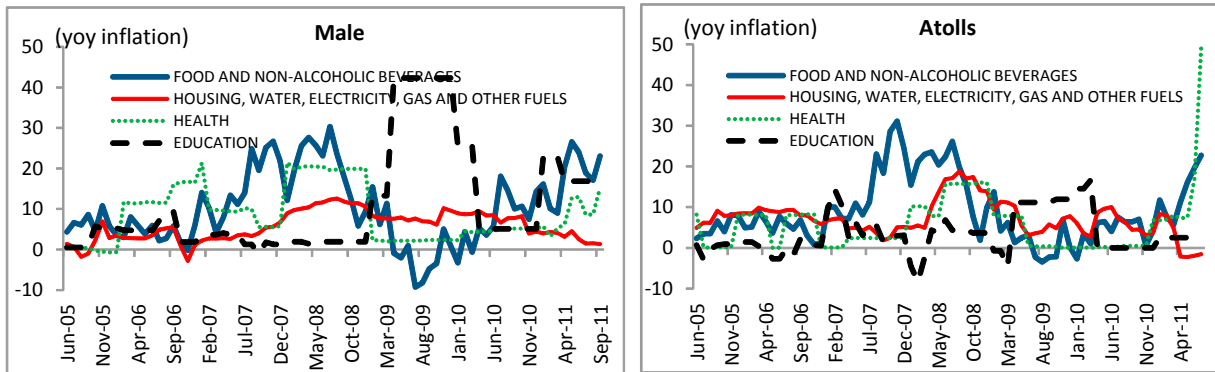 (yoy inflation)
Male
50
40
30
20
10
0
-10
FOOD AND NON-ALCOHOLIC BEVERAGES
HOUSING, WATER, ELECTRICITY, GAS AND OTHER FUELS
HEALTH
EDUCATION
Jun-05
Nov-05
Apr-06
Sep-06
Feb-07
Jul-07
Dec-07
May-08
Oct-08
Mar-09
Aug-09
Jan-10
Jun-10
Nov-10
Apr-11
Sep-11
(yoy inflation)
Atolls
50
40
30
20
10
0
-10
FOOD AND NON-ALCOHOLIC BEVERAGES
HOUSING, WATER, ELECTRICITY, GAS AND OTHER FUELS
HEALTH
EDUCATION
Jun-05
Nov-05
Apr-06
Sep-06
Feb-07
Jul-07
Dec-07
May-08
Oct-08
Mar-09
Aug-09
Jan-10
Jun-10
Nov-10
Apr-11